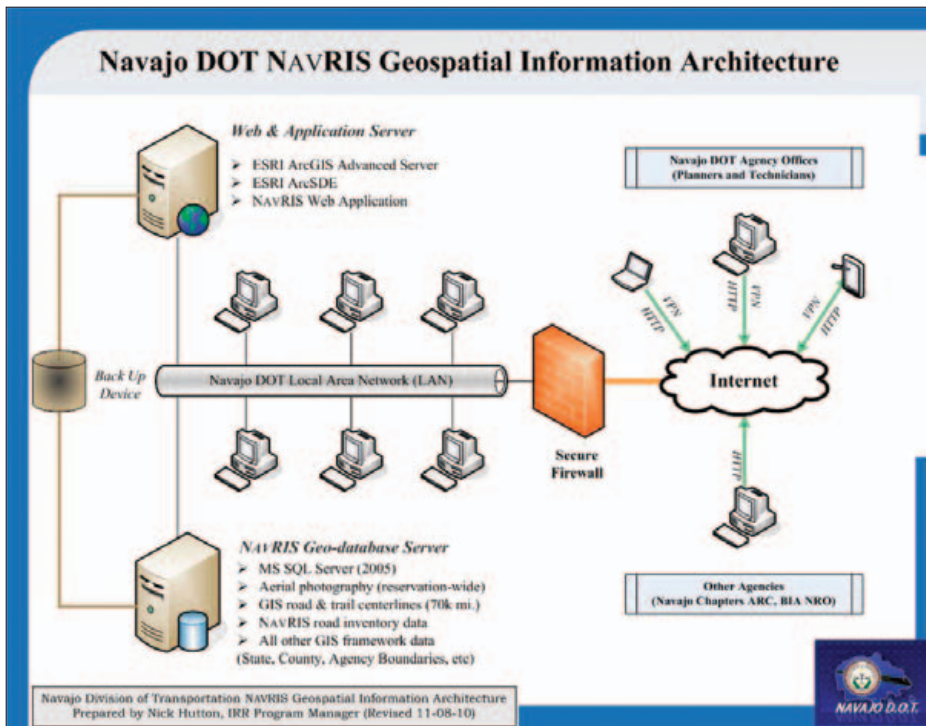 Navajo DOT NAVRIS Geospatial Information Architecture
Web & Application Server
➢ ESRI ArcGIS Advanced Server
➢ ESRI ArcSDE
➢ NAVRIS Web Application
Navajo DOT Agency Offices
(Planners and Technicians)
VPN
HTTP
HTTP
VPN
VPN
HTTP
Back Up
Device
Navajo DOT Local Area Network (LAN)
Internet
Secure
Firewall
HTTP
NAVRIS Geo-database Server
➢ MS SQL Server (2005)
➢ Aerial photography (reservation-wide)
➢ GIS road & trail centerlines (70k mi.)
➢ NAVRIS road inventory data
➢ All other GIS framework data
(State, County, Agency Boundaries, etc)
Other Agencies
(Navajo Chapters ARC, BIA NRO)
Navajo Division of Transportation NAVRIS Geospatial Information Architecture
Prepared by Nick Hutton, IRR Program Manager (Revised 11-08-10)
NAVAJO D.O.T.